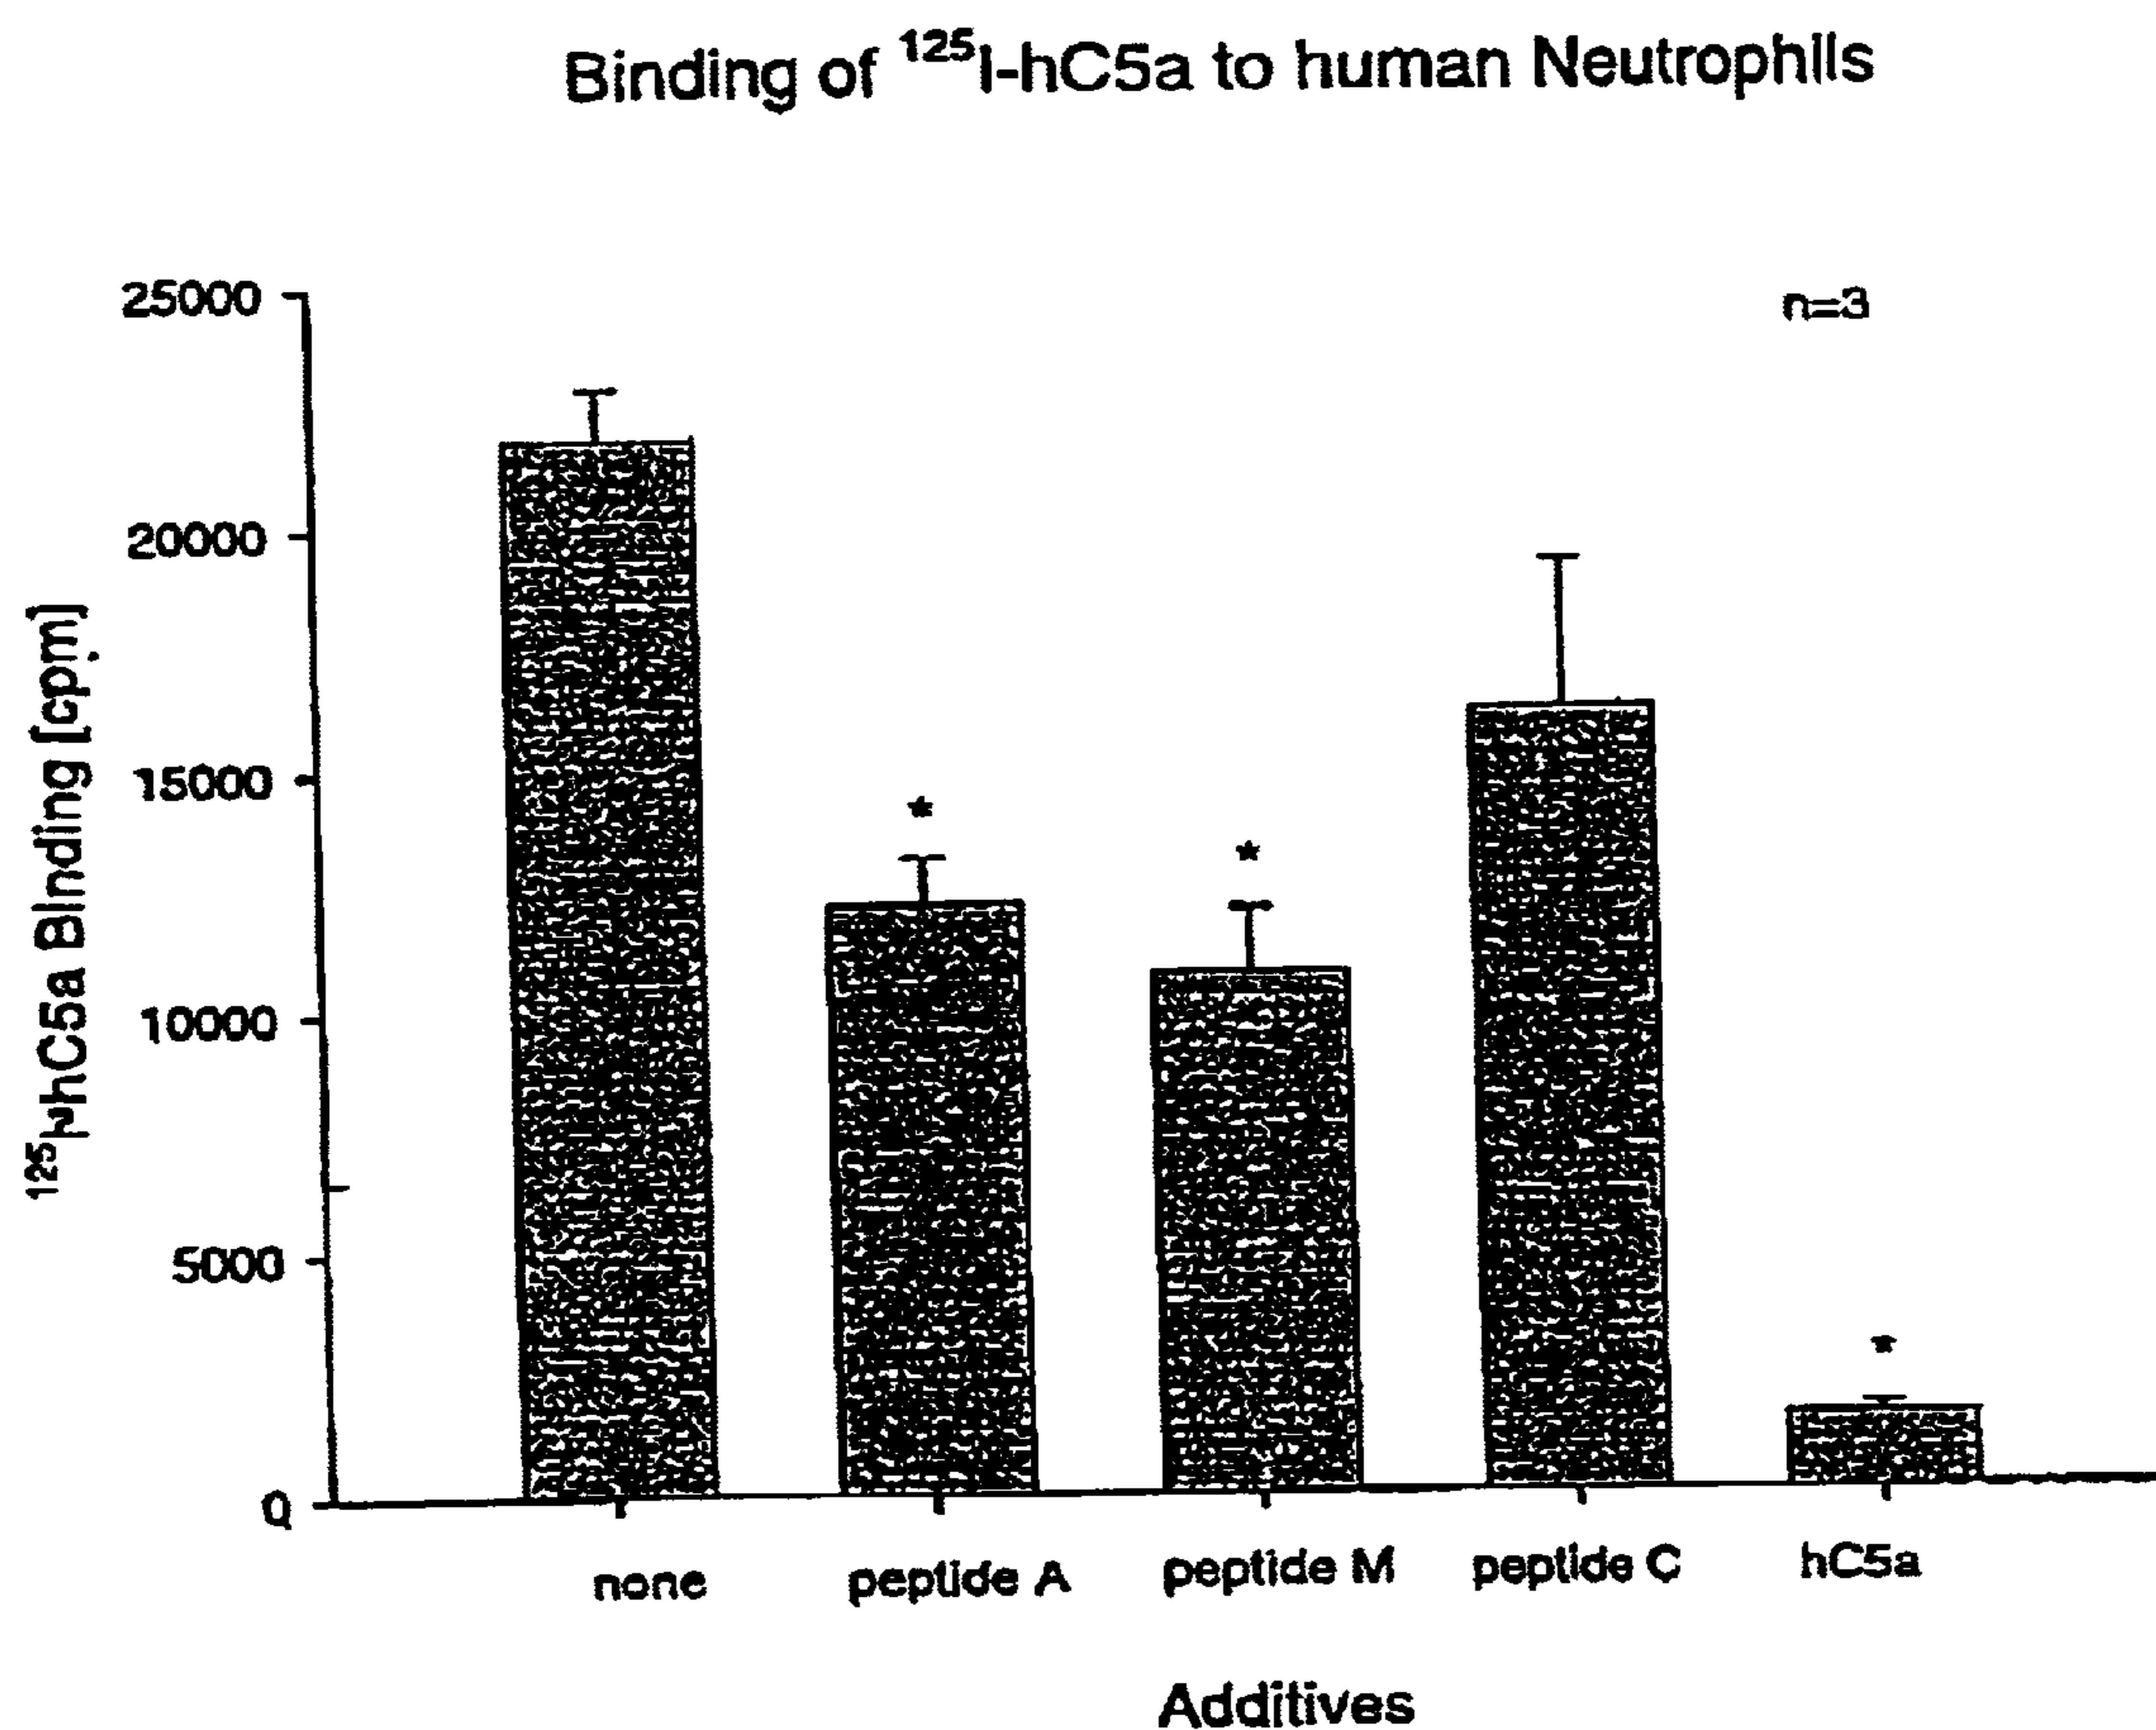 Binding of ¹²⁵I-hC5a to human Neutrophils
n=3
¹²⁵I-hC5a Binding [cpm]
25000
20000
15000
10000
5000
0
*
*
*
none
peptide A
peptide M
peptide C
hC5a
Additives